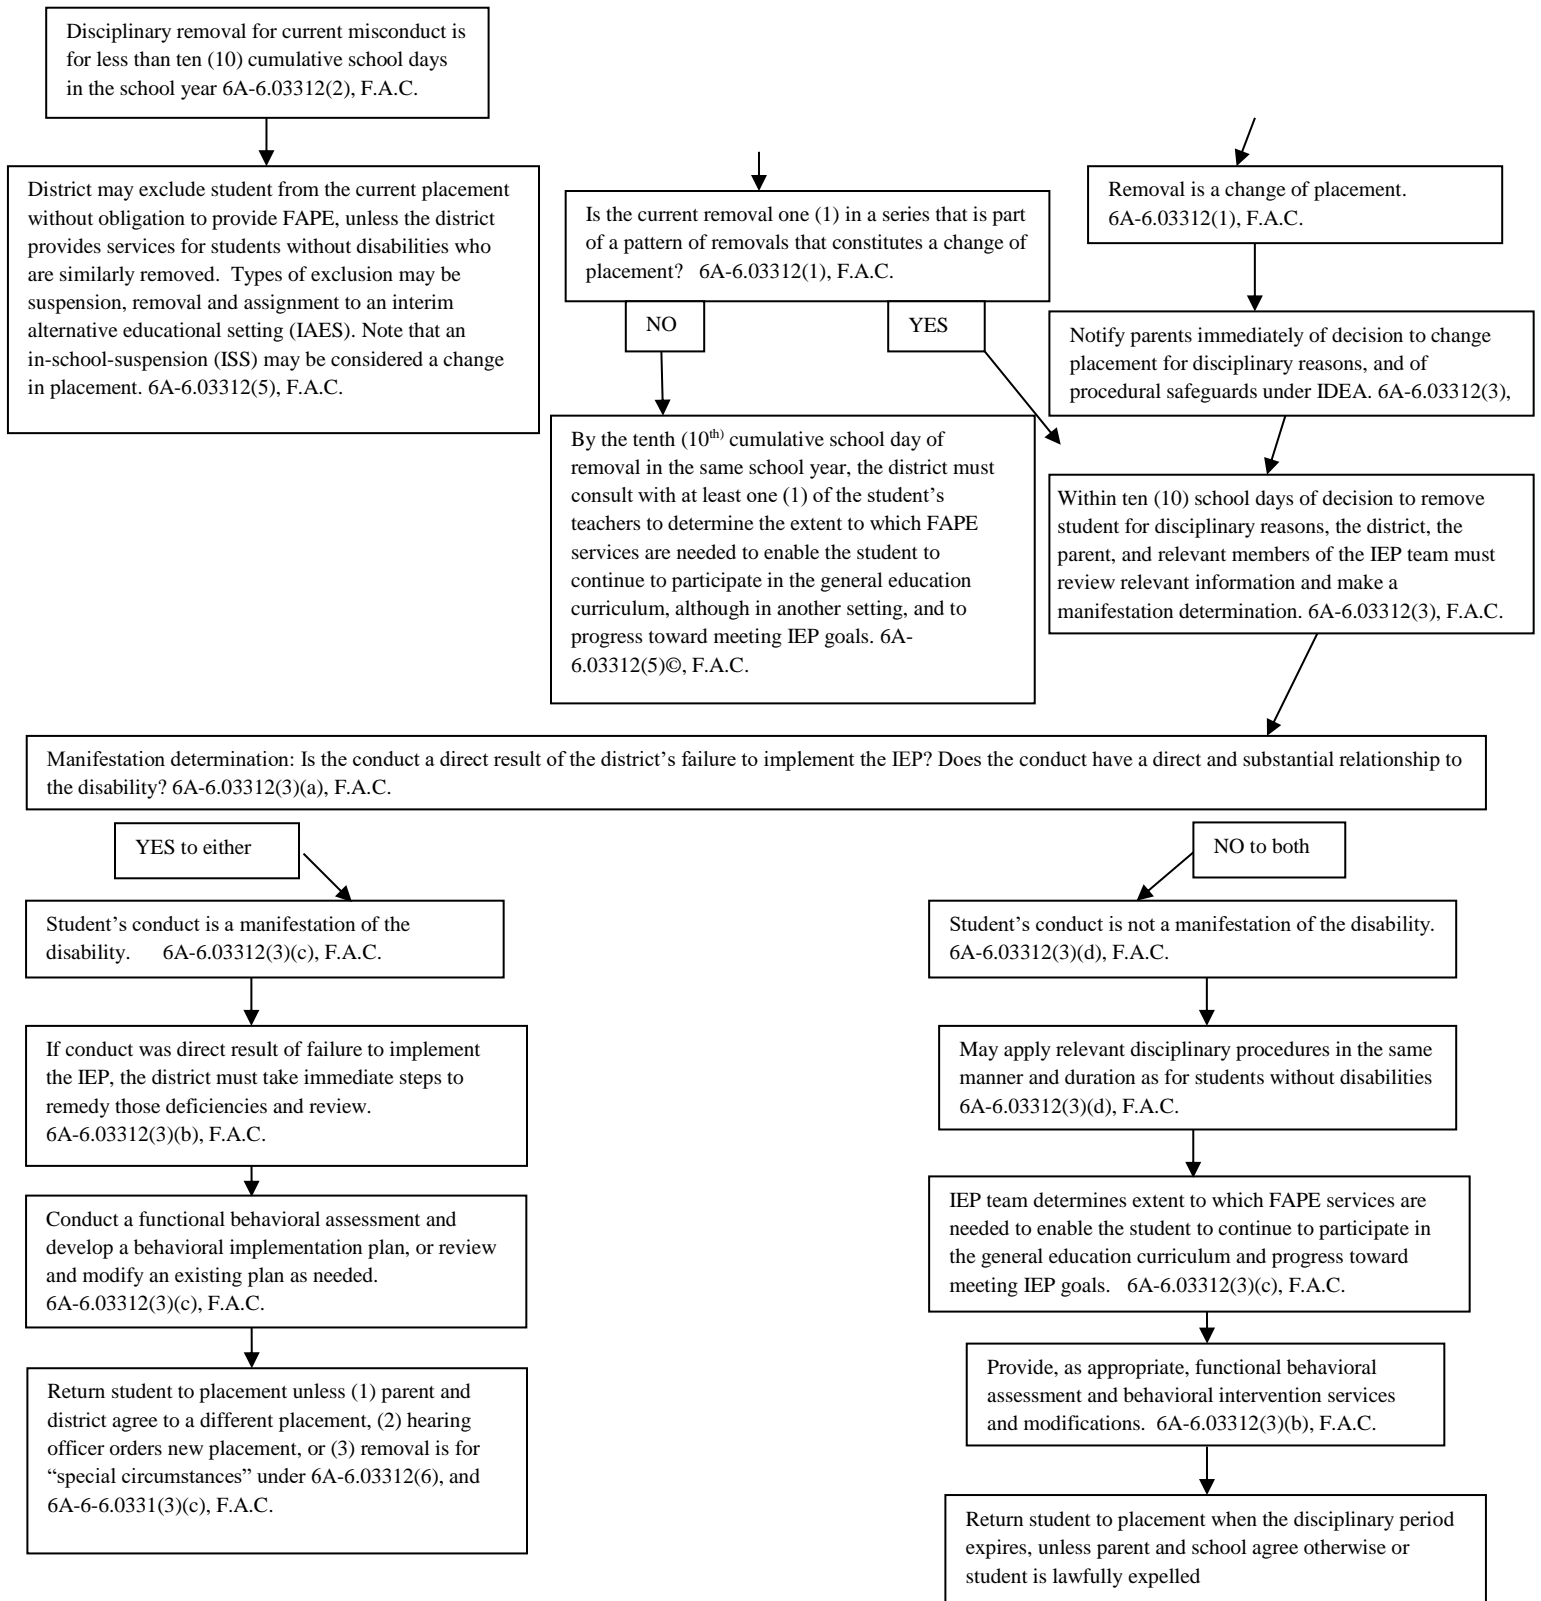 Disciplinary removal for current misconduct is
for less than ten (10) cumulative school days
in the school year 6A-6.03312(2), F.A.C.
District may exclude student from the current placement
without obligation to provide FAPE, unless the district
provides services for students without disabilities who
are similarly removed.  Types of exclusion may be
suspension, removal and assignment to an interim
alternative educational setting (IAES). Note that an
in-school-suspension (ISS) may be considered a change
in placement. 6A-6.03312(5), F.A.C.
Is the current removal one (1) in a series that is part
of a pattern of removals that constitutes a change of
placement?   6A-6.03312(1), F.A.C.
NO
YES
By the tenth (10th) cumulative school day of
removal in the same school year, the district must
consult with at least one (1) of the student’s
teachers to determine the extent to which FAPE
services are needed to enable the student to
continue to participate in the general education
curriculum, although in another setting, and to
progress toward meeting IEP goals. 6A-
6.03312(5)©, F.A.C.
Removal is a change of placement.
6A-6.03312(1), F.A.C.
Notify parents immediately of decision to change
placement for disciplinary reasons, and of
procedural safeguards under IDEA. 6A-6.03312(3),
Within ten (10) school days of decision to remove
student for disciplinary reasons, the district, the
parent, and relevant members of the IEP team must
review relevant information and make a
manifestation determination. 6A-6.03312(3), F.A.C.
Manifestation determination: Is the conduct a direct result of the district’s failure to implement the IEP? Does the conduct have a direct and substantial relationship to
the disability? 6A-6.03312(3)(a), F.A.C.
YES to either
Student’s conduct is a manifestation of the
disability.      6A-6.03312(3)(c), F.A.C.
If conduct was direct result of failure to implement
the IEP, the district must take immediate steps to
remedy those deficiencies and review.
6A-6.03312(3)(b), F.A.C.
Conduct a functional behavioral assessment and
develop a behavioral implementation plan, or review
and modify an existing plan as needed.
6A-6.03312(3)(c), F.A.C.
Return student to placement unless (1) parent and
district agree to a different placement, (2) hearing
officer orders new placement, or (3) removal is for
“special circumstances” under 6A-6.03312(6), and
6A-6-6.0331(3)(c), F.A.C.
NO to both
Student’s conduct is not a manifestation of the disability.
6A-6.03312(3)(d), F.A.C.
May apply relevant disciplinary procedures in the same
manner and duration as for students without disabilities
6A-6.03312(3)(d), F.A.C.
IEP team determines extent to which FAPE services are
needed to enable the student to continue to participate in
the general education curriculum and progress toward
meeting IEP goals.   6A-6.03312(3)(c), F.A.C.
Provide, as appropriate, functional behavioral
assessment and behavioral intervention services
and modifications.  6A-6.03312(3)(b), F.A.C.
Return student to placement when the disciplinary period
expires, unless parent and school agree otherwise or
student is lawfully expelled